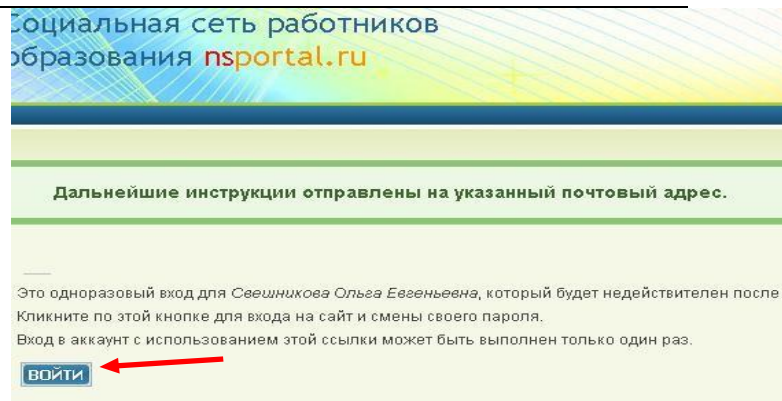 Социальная сеть работников
образования nsportal.ru
Дальнейшие инструкции отправлены на указанный почтовый адрес.
Это одноразовый вход для Свешникова Ольга Евгеньевна, который будет недействителен после
Кликните по этой кнопке для входа на сайт и смены своего пароля.
Вход в аккаунт с использованием этой ссылки может быть выполнен только один раз.
ВОЙТИ